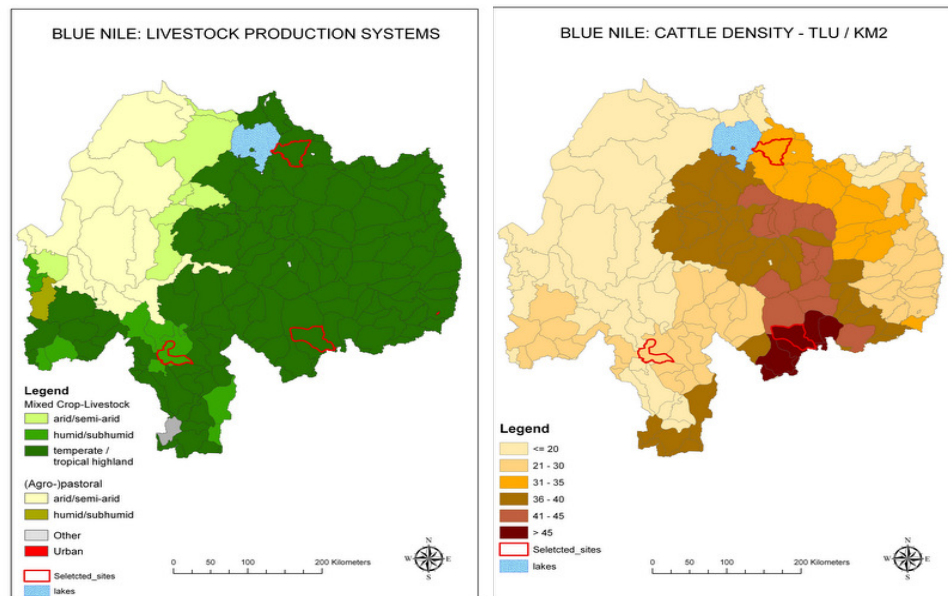 BLUE NILE: LIVESTOCK PRODUCTION SYSTEMS
Legend
Mixed Crop-Livestock
arid/semi-arid
humid/subhumid
temperate /
tropical highland
(Agro-)pastoral
arid/semi-arid
humid/subhumid
Other
Urban
Seletcted_sites
lakes
0 100 200 Kilometers
N
W E
S
BLUE NILE: CATTLE DENSITY - TLU / KM2
Legend
<= 20
21 - 30
31 - 35
36 - 40
41 - 45
> 45
Seletcted_sites
lakes
0 100 200 Kilometers
N
W E
S